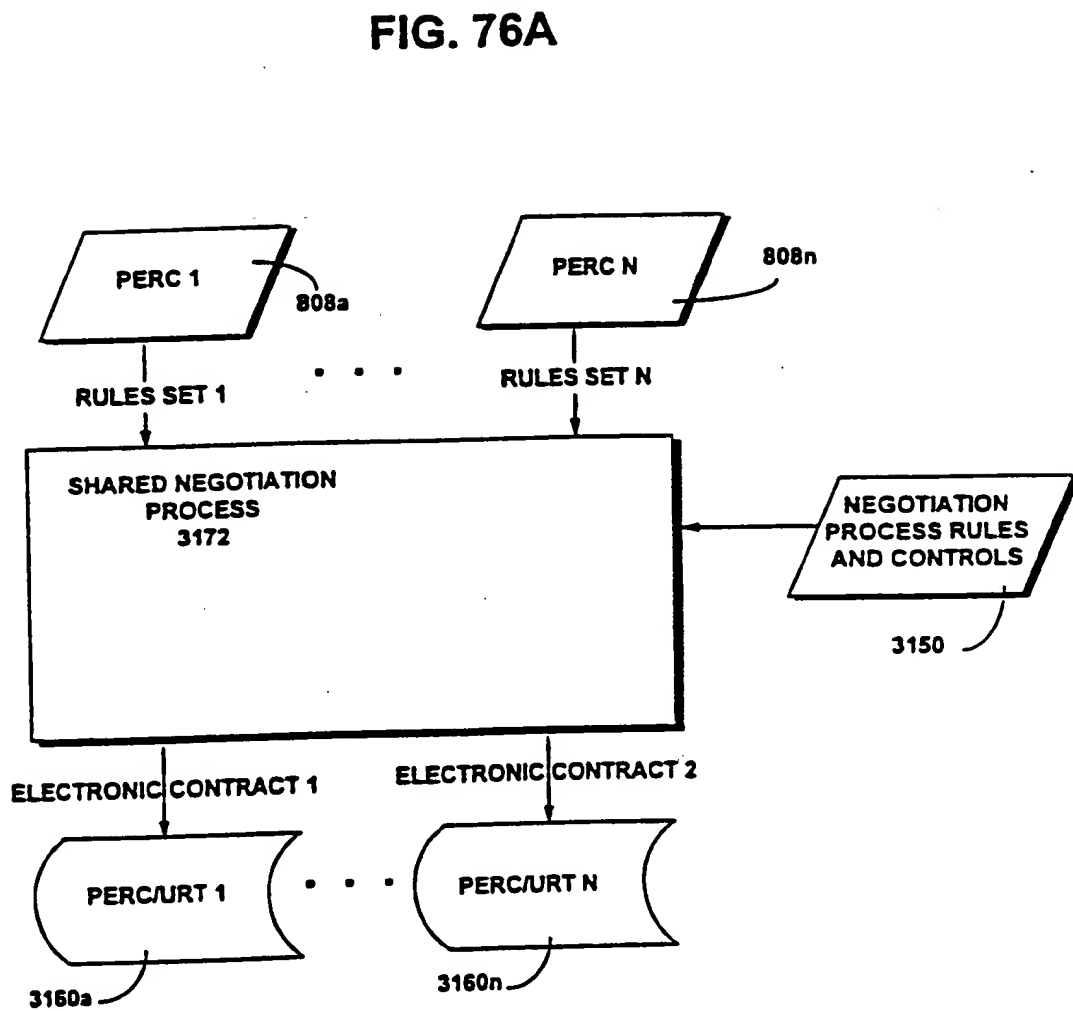 FIG. 76A
PERC 1
808a
PERC N
808n
RULES SET 1
RULES SET N
SHARED NEGOTIATION
PROCESS
3172
NEGOTIATION
PROCESS RULES
AND CONTROLS
3150
ELECTRONIC CONTRACT 1
ELECTRONIC CONTRACT 2
PERC/URT 1
PERC/URT N
3160a
3160n